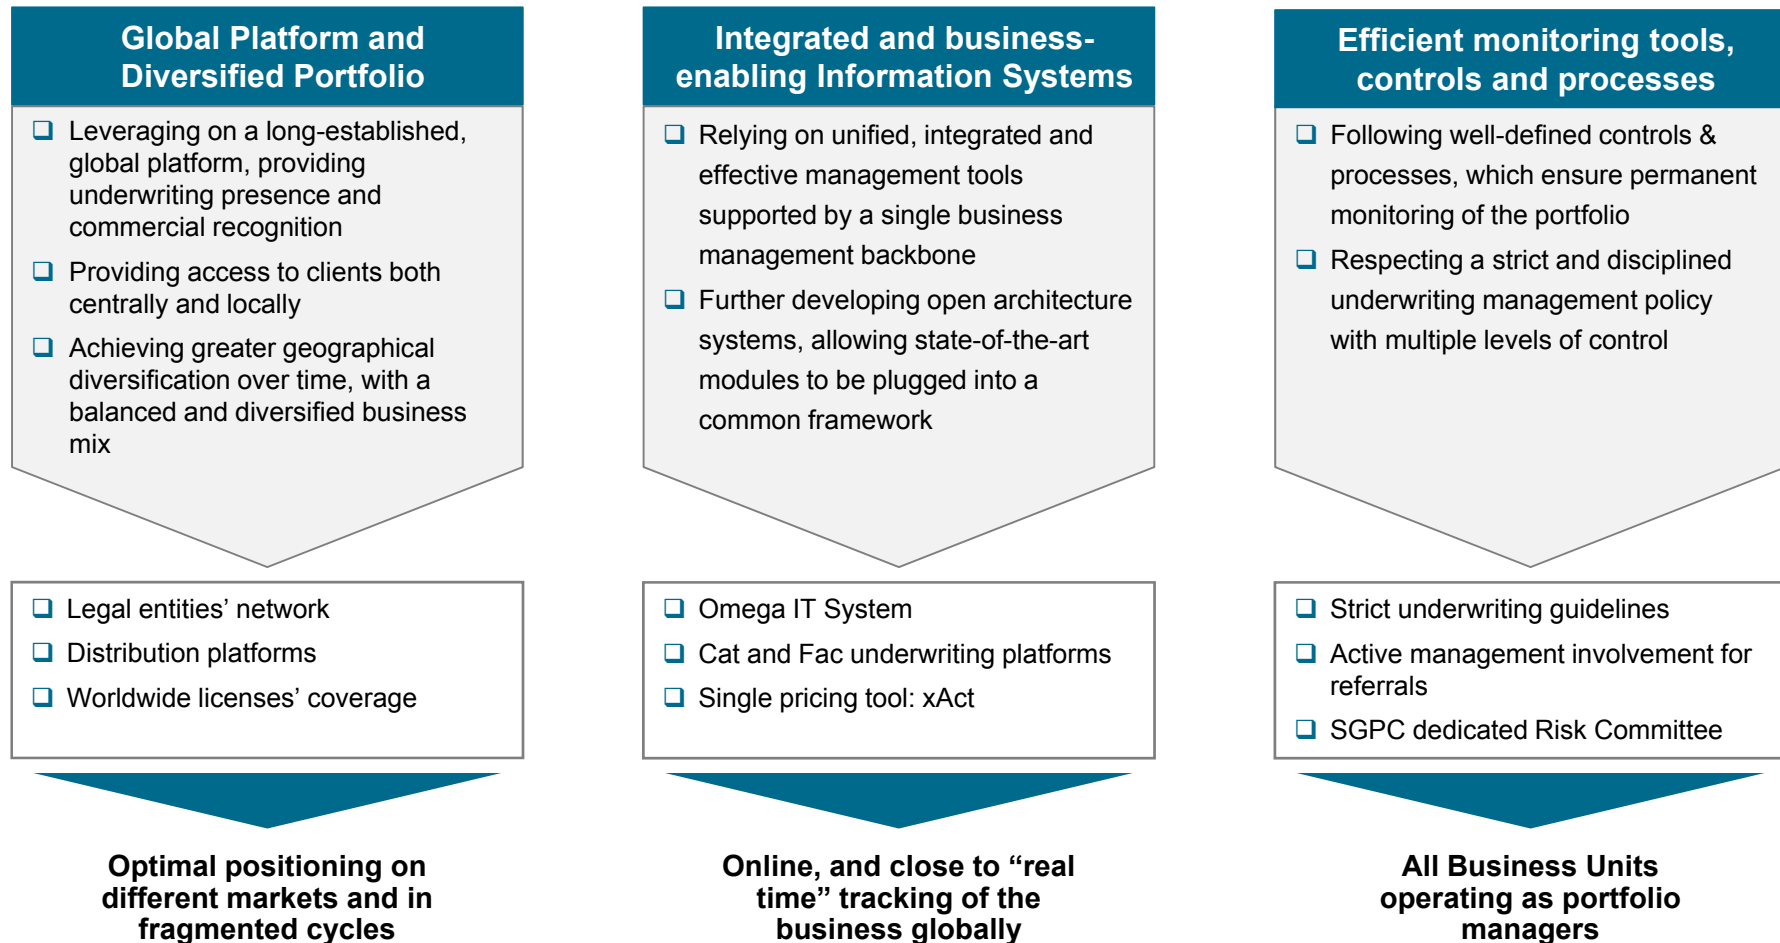 Global Platform and
Diversified Portfolio
❑ Leveraging on a long-established,
global platform, providing
underwriting presence and
commercial recognition
❑ Providing access to clients both
centrally and locally
❑ Achieving greater geographical
diversification over time, with a
balanced and diversified business
mix
❑ Legal entities’ network
❑ Distribution platforms
❑ Worldwide licenses’ coverage
Optimal positioning on
different markets and in
fragmented cycles
Integrated and business-
enabling Information Systems
❑ Relying on unified, integrated and
effective management tools
supported by a single business
management backbone
❑ Further developing open architecture
systems, allowing state-of-the-art
modules to be plugged into a
common framework
❑ Omega IT System
❑ Cat and Fac underwriting platforms
❑ Single pricing tool: xAct
Online, and close to “real
time” tracking of the
business globally
Efficient monitoring tools,
controls and processes
❑ Following well-defined controls &
processes, which ensure permanent
monitoring of the portfolio
❑ Respecting a strict and disciplined
underwriting management policy
with multiple levels of control
❑ Strict underwriting guidelines
❑ Active management involvement for
referrals
❑ SGPC dedicated Risk Committee
All Business Units
operating as portfolio
managers